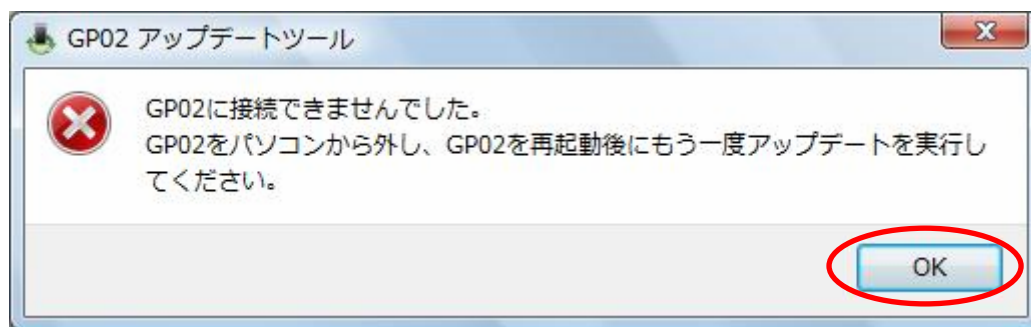 GP02 アップデートツール
GP02に接続できませんでした。
GP02をパソコンから外し、GP02を再起動後にもう一度アップデートを実行し
てください。
OK